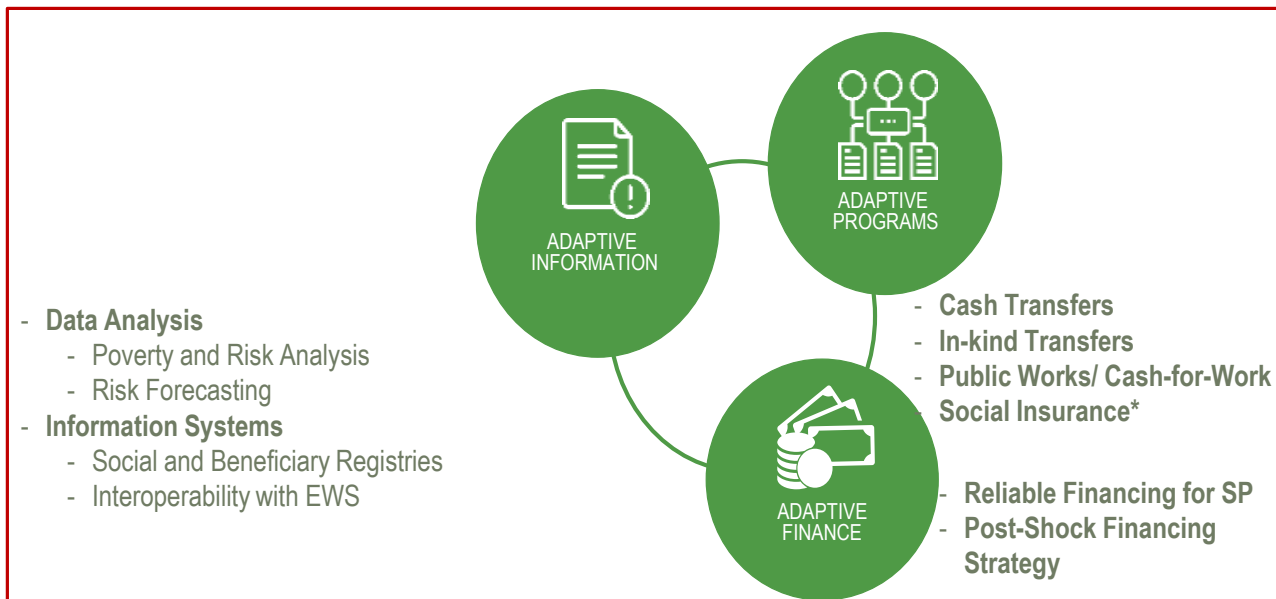 ADAPTIVE
INFORMATION
ADAPTIVE
PROGRAMS
- Data Analysis
- Poverty and Risk Analysis
- Risk Forecasting
- Information Systems
- Social and Beneficiary Registries
- Interoperability with EWS
- Cash Transfers
- In-kind Transfers
- Public Works/ Cash-for-Work
- Social Insurance*
ADAPTIVE
FINANCE
- Reliable Financing for SP
- Post-Shock Financing
Strategy